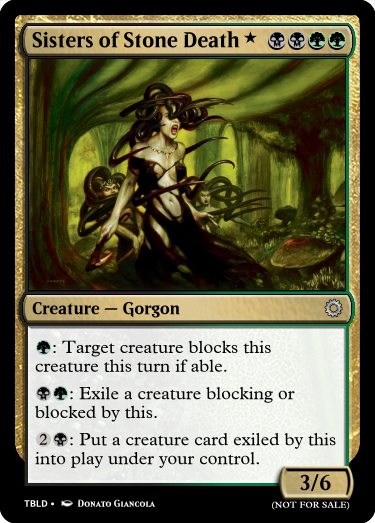 Sisters of Stone Death ★
Creature — Gorgon
: Target creature blocks this
creature this turn if able.
: Exile a creature blocking or
blocked by this.
2 : Put a creature card exiled by this
into play under your control.
3/6
TBLD • Donato Giancola
(NOT FOR SALE)